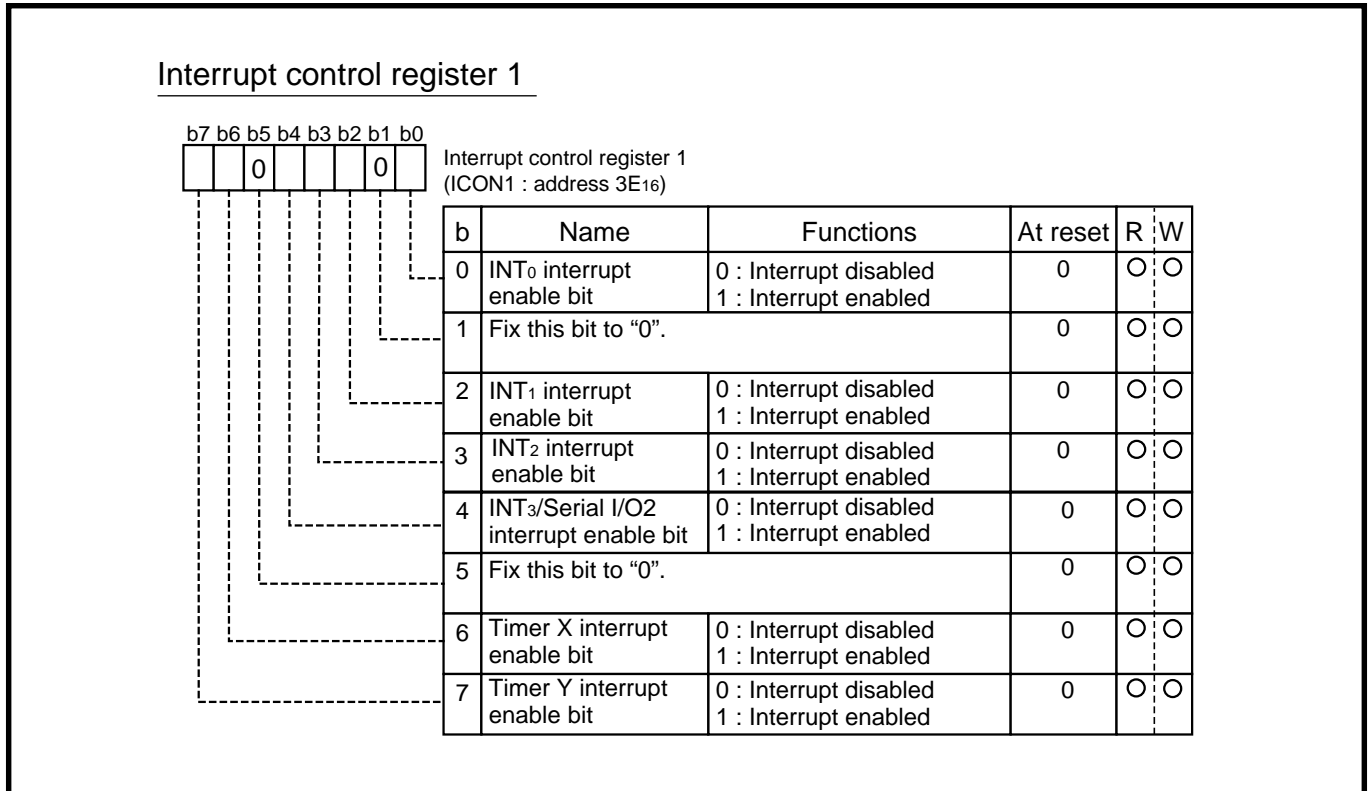 Interrupt control register 1
b7 b6 b5 b4 b3 b2 b1 b0
0 0
Interrupt control register 1
(ICON1 : address 3E16)
b Name Functions At reset R W
0 INT0 interrupt 0 : Interrupt disabled 0 O O
enable bit 1 : Interrupt enabled
1 Fix this bit to “0”. 0 O O
2 INT1 interrupt 0 : Interrupt disabled 0 O O
enable bit 1 : Interrupt enabled
3 INT2 interrupt 0 : Interrupt disabled 0 O O
enable bit 1 : Interrupt enabled
4 INT3/Serial I/O2 0 : Interrupt disabled 0 O O
interrupt enable bit 1 : Interrupt enabled
5 Fix this bit to “0”. 0 O O
6 Timer X interrupt 0 : Interrupt disabled 0 O O
enable bit 1 : Interrupt enabled
7 Timer Y interrupt 0 : Interrupt disabled 0 O O
enable bit 1 : Interrupt enabled